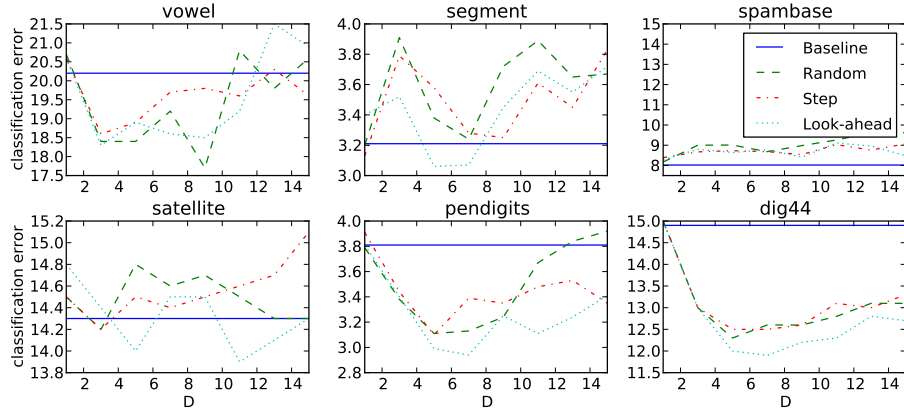 vowel
segment
spambase
classification error
21.5
21.0
20.5
20.0
19.5
19.0
18.5
18.0
17.5
2 4 6 8 10 12 14
4.0
3.8
3.6
3.4
3.2
3.0
2 4 6 8 10 12 14
15
14
13
12
11
10
9
8
2 4 6 8 10 12 14
Baseline
Random
Step
Look-ahead
satellite
pendigits
dig44
classification error
15.2
15.0
14.8
14.6
14.4
14.2
14.0
13.8
2 4 6 8 10 12 14
D
4.0
3.8
3.6
3.4
3.2
3.0
2.8
2 4 6 8 10 12 14
D
15.0
14.5
14.0
13.5
13.0
12.5
12.0
11.5
2 4 6 8 10 12 14
D